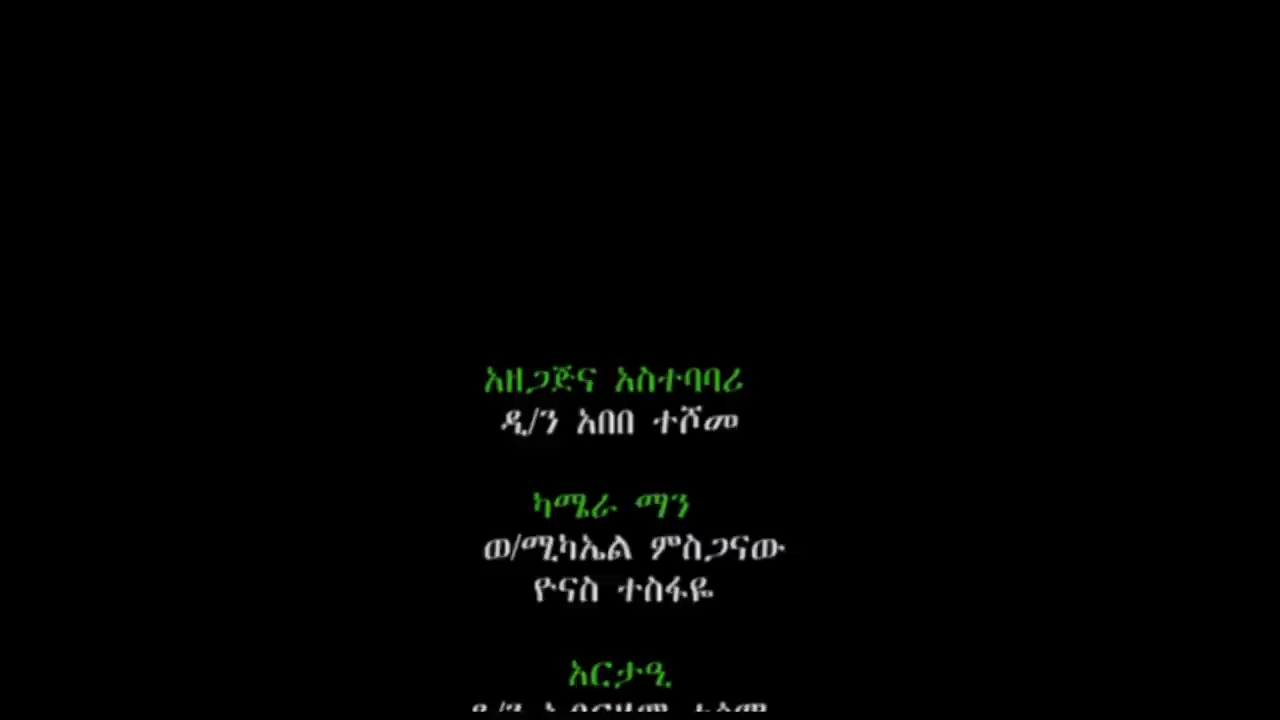 አዘጋጅና አስተባባሪ
ዲ/ን አበበ ተሾመ
ካሜራ ማን
ወ/ሚካኤል ምስጋናው
ዮናስ ተስፋዬ
አርታዒ